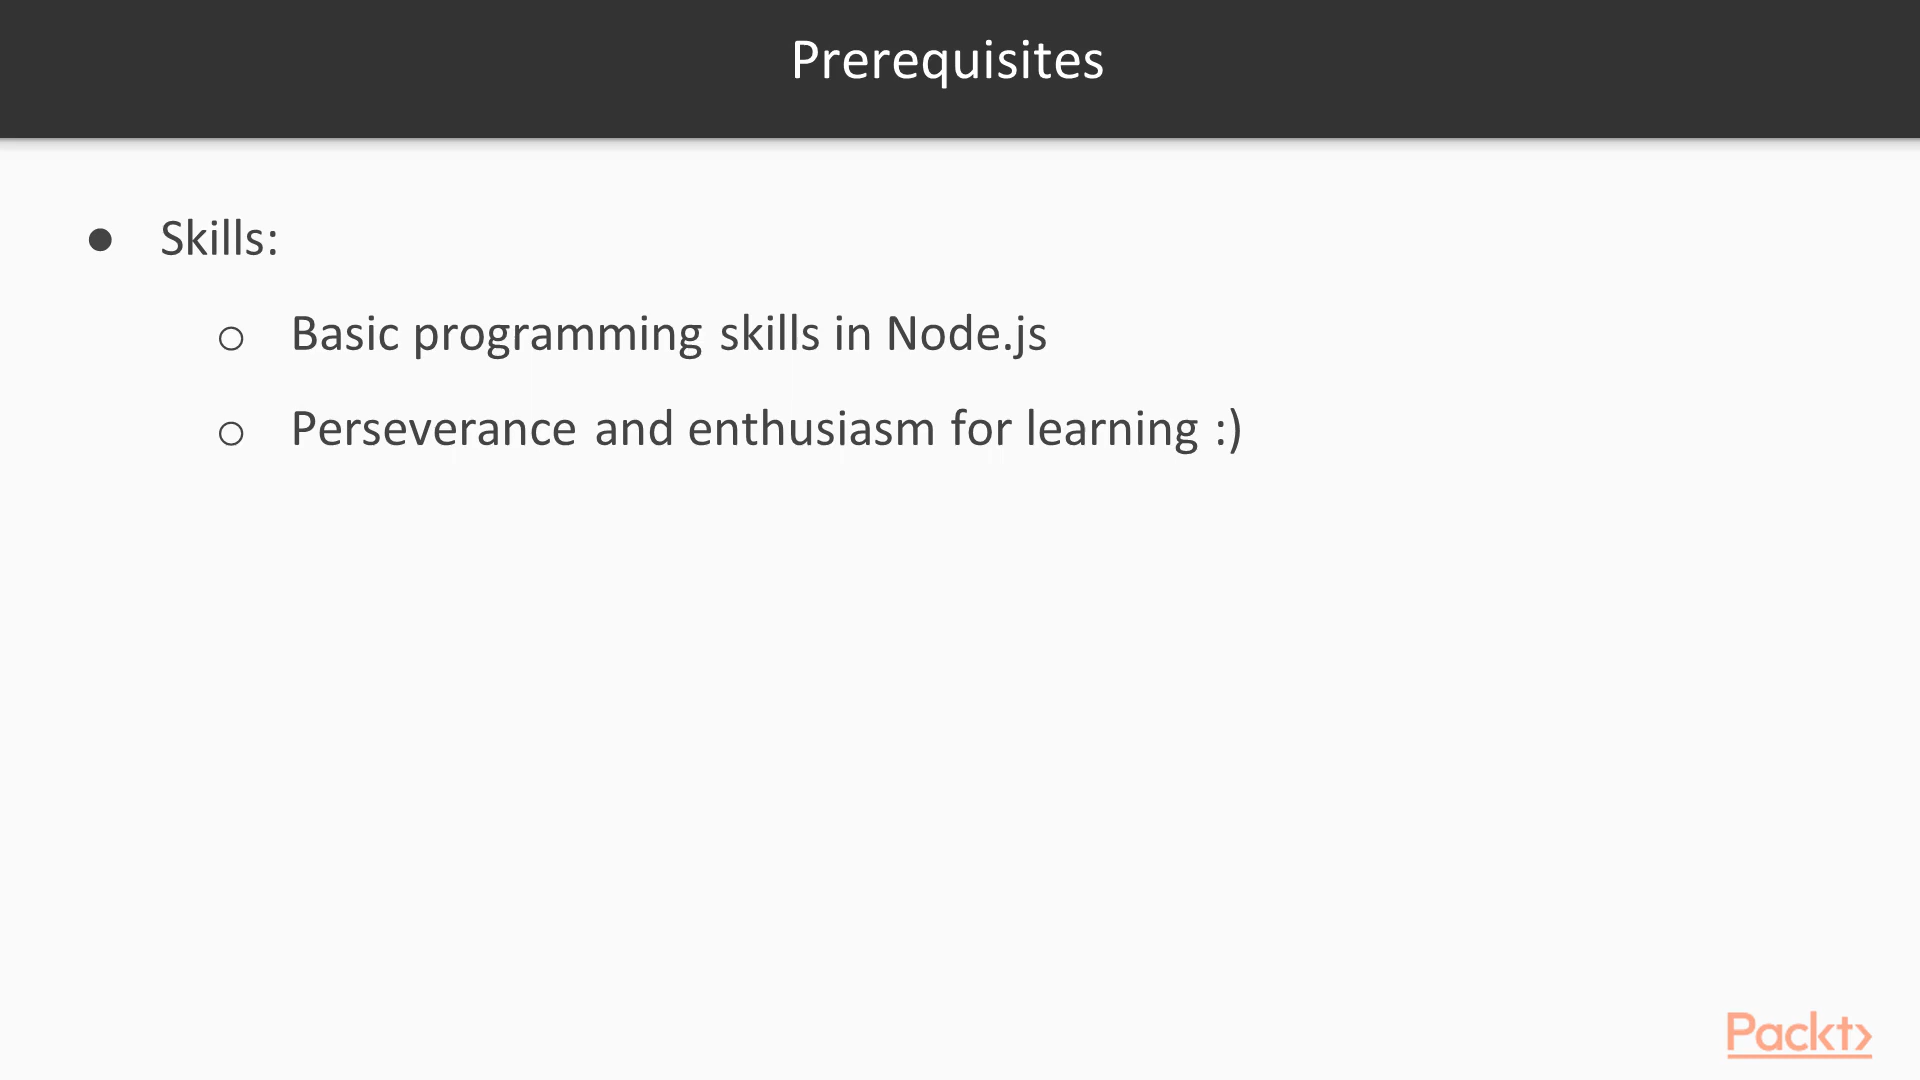 Prerequisites
● Skills:
○ Basic programming skills in Node.js
○ Perseverance and enthusiasm for learning :)
Packt>